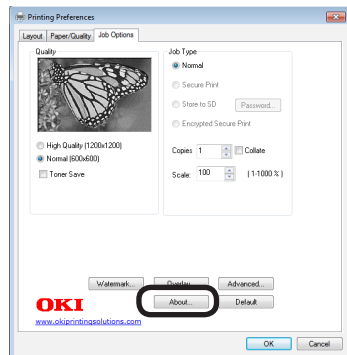 Printing Preferences
Layout Paper/Quality Job Options
Quality
Job Type
Normal
Secure Print
Store to SD Password...
Encrypted Secure Print
High Quality (1200x1200)
Normal (600x600)
Toner Save
Copies 1 Collate
Scale: 100 (1-1000 %)
Watermark... Overlay... Advanced...
OKI About... Default
www.okiprintingsolutions.com
OK Cancel